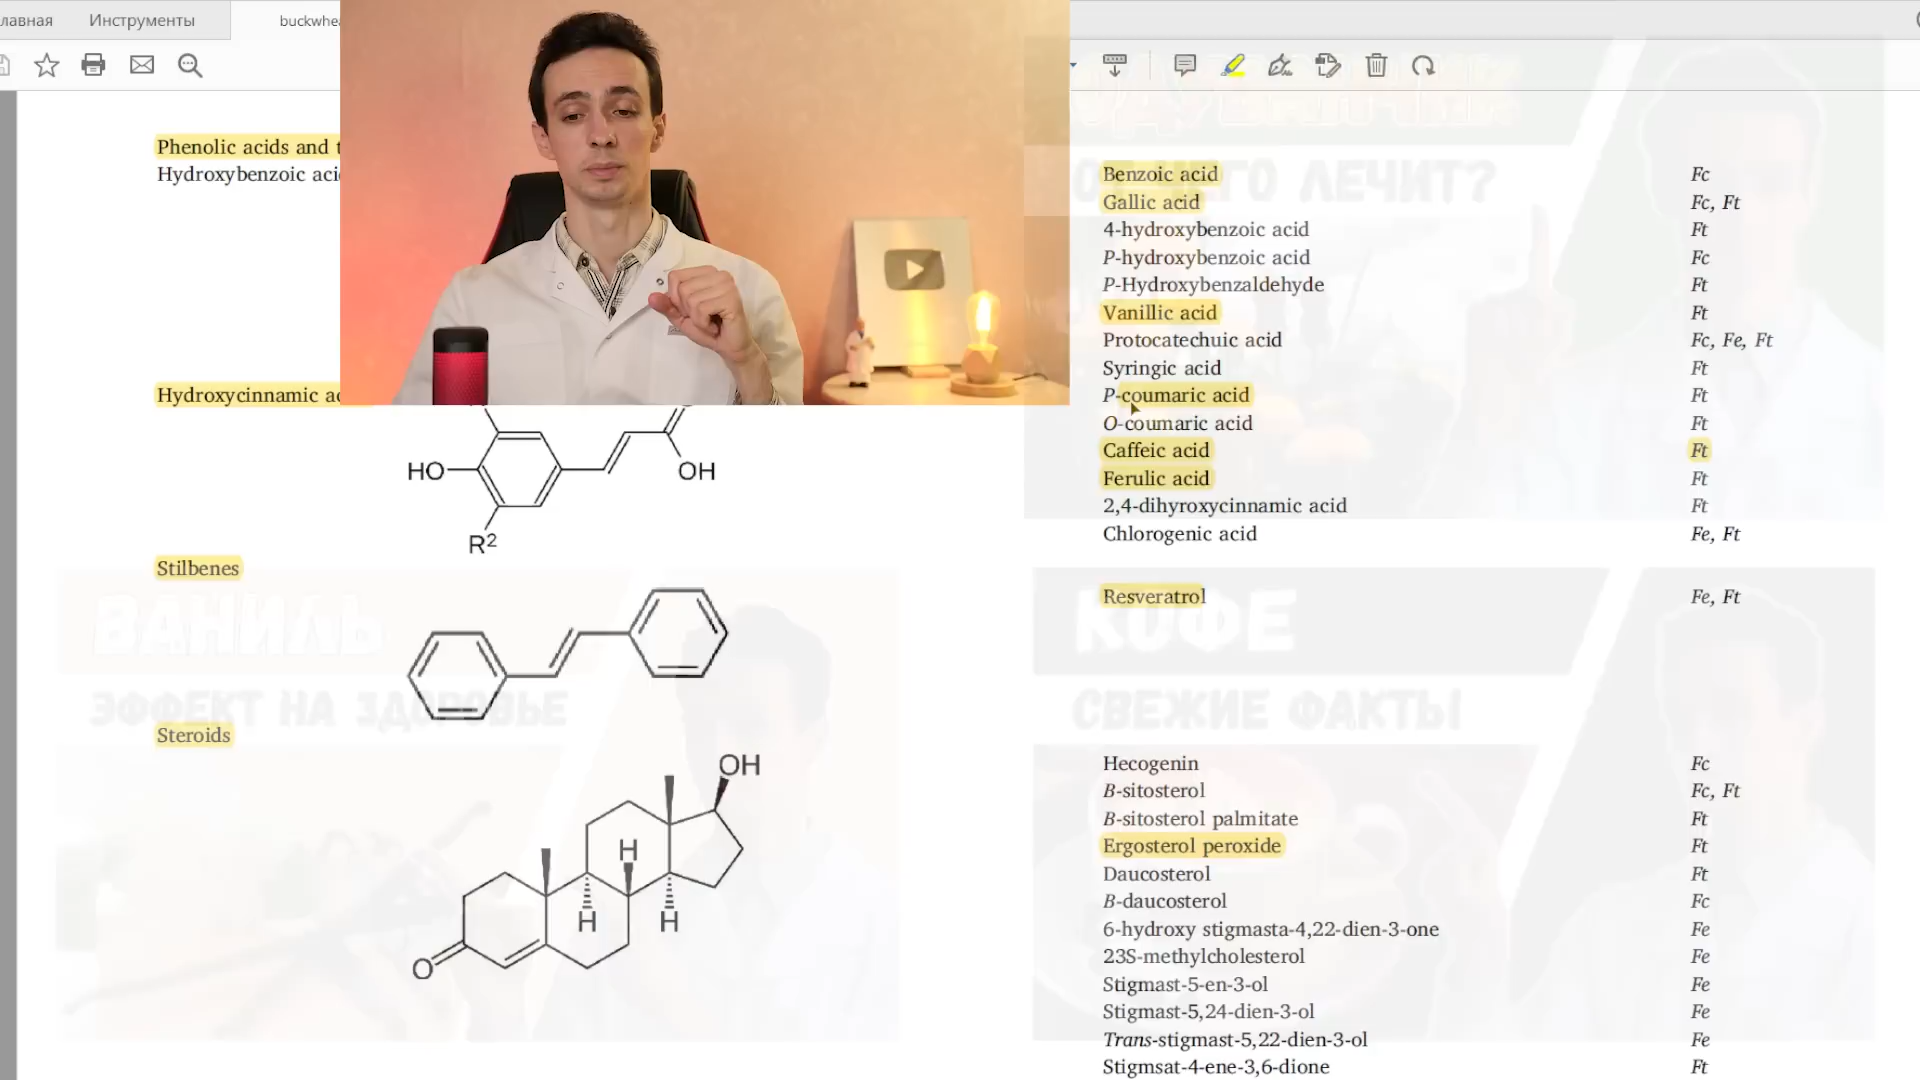 лавная
Инструменты
buckwhea
Phenolic acids and t
Hydroxybenzoic aci
Benzoic acid Fc
Gallic acid Fc, Ft
4-hydroxybenzoic acid Ft
P-hydroxybenzoic acid Fc
P-Hydroxybenzaldehyde Ft
Vanillic acid Ft
Protocatechuic acid Fc, Fe, Ft
Syringic acid Ft
Hydroxycinnamic ac
P-coumaric acid Ft
O-coumaric acid Ft
Caffeic acid Ft
Ferulic acid Ft
2,4-dihyroxycinnamic acid Ft
Chlorogenic acid Fe, Ft
HO
OH
R2
Stilbenes
Resveratrol Fe, Ft
Steroids
OH
H
H
H
O
Hecogenin Fc
B-sitosterol Fc, Ft
B-sitosterol palmitate Ft
Ergosterol peroxide Ft
Daucosterol Ft
B-daucosterol Fc
6-hydroxy stigmasta-4,22-dien-3-one Fe
23S-methylcholesterol Fe
Stigmast-5-en-3-ol Fe
Stigmast-5,24-dien-3-ol Fe
Trans-stigmast-5,22-dien-3-ol Fe
Stigmsat-4-ene-3,6-dione Ft
ОТ ЧЕГО ЛЕЧИТ?
ВАНИЛЬ
ЭФФЕКТ НА ЗДОРОВЬЕ
КОФЕ
СВЕЖИЕ ФАКТЫ